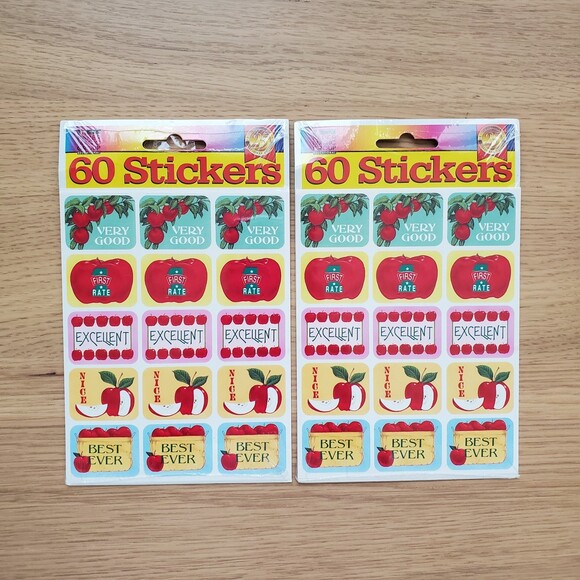 60 Stickers
VERY GOOD VERY GOOD VERY GOOD
FIRST RATE FIRST RATE FIRST RATE
EXCELLENT EXCELLENT EXCELLENT
NICE NICE NICE
BEST EVER BEST EVER BEST EVER
60 Stickers
VERY GOOD VERY GOOD VERY GOOD
FIRST RATE FIRST RATE FIRST RATE
EXCELLENT EXCELLENT EXCELLENT
NICE NICE NICE
BEST EVER BEST EVER BEST EVER